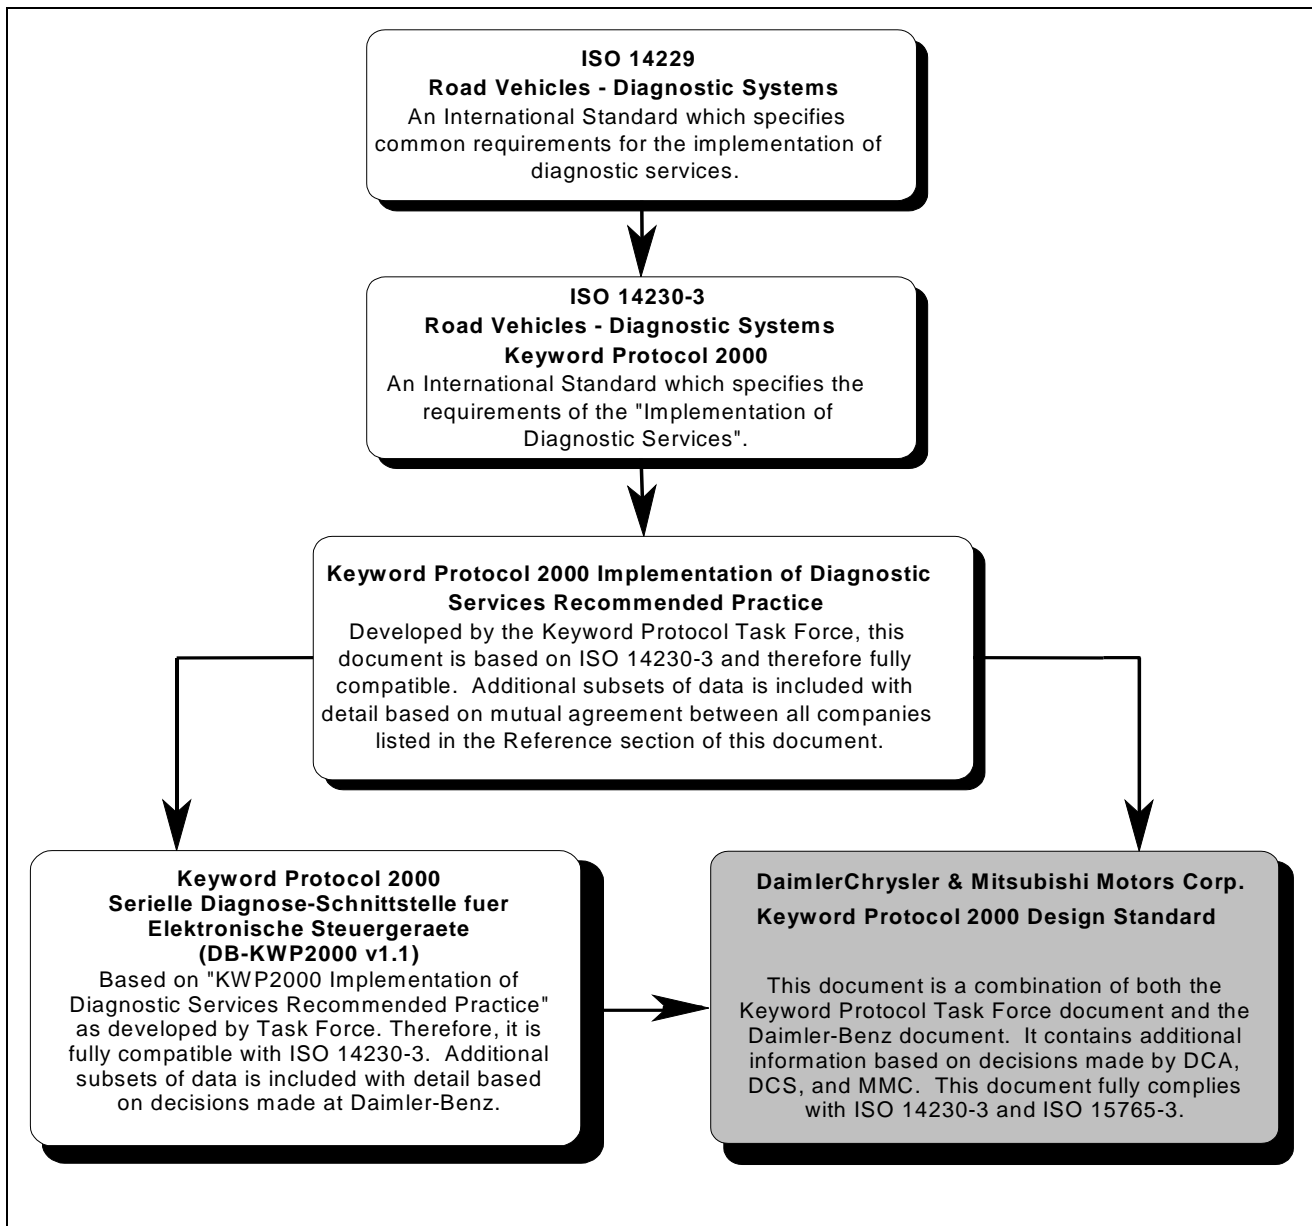 ISO 14229
Road Vehicles - Diagnostic Systems
An International Standard which specifies
common requirements for the implementation of
diagnostic services.
ISO 14230-3
Road Vehicles - Diagnostic Systems
Keyword Protocol 2000
An International Standard which specifies the
requirements of the "Implementation of
Diagnostic Services".
Keyword Protocol 2000 Implementation of Diagnostic
Services Recommended Practice
Developed by the Keyword Protocol Task Force, this
document is based on ISO 14230-3 and therefore fully
compatible. Additional subsets of data is included with
detail based on mutual agreement between all companies
listed in the Reference section of this document.
Keyword Protocol 2000
Serielle Diagnose-Schnittstelle fuer
Elektronische Steuergeraete
(DB-KWP2000 v1.1)
Based on "KWP2000 Implementation of
Diagnostic Services Recommended Practice"
as developed by Task Force. Therefore, it is
fully compatible with ISO 14230-3. Additional
subsets of data is included with detail based
on decisions made at Daimler-Benz.
DaimlerChrysler & Mitsubishi Motors Corp.
Keyword Protocol 2000 Design Standard
This document is a combination of both the
Keyword Protocol Task Force document and the
Daimler-Benz document. It contains additional
information based on decisions made by DCA,
DCS, and MMC. This document fully complies
with ISO 14230-3 and ISO 15765-3.